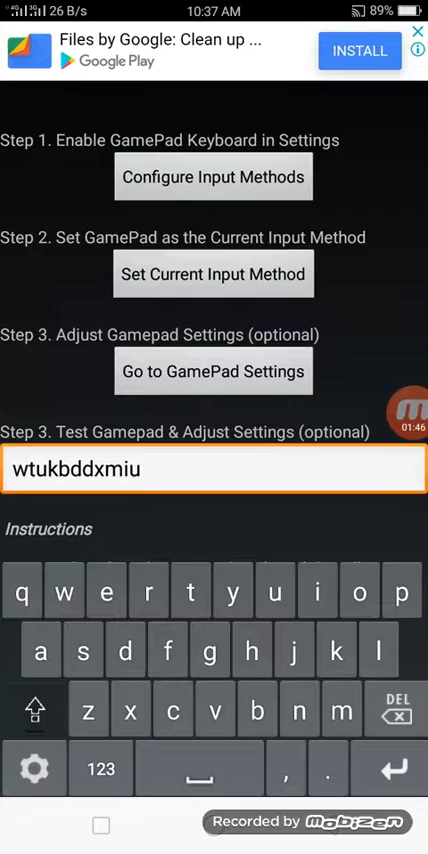 4G 3G 26 B/s 10:37 AM 89%
Files by Google: Clean up ...
Google Play
INSTALL
Step 1. Enable GamePad Keyboard in Settings
Configure Input Methods
Step 2. Set GamePad as the Current Input Method
Set Current Input Method
Step 3. Adjust Gamepad Settings (optional)
Go to GamePad Settings
01:46
Step 3. Test Gamepad & Adjust Settings (optional)
wtukbddxmiu
Instructions
q w e r t y u i o p
a s d f g h j k l
z x c v b n m DEL
123 , .
Recorded by mobizen